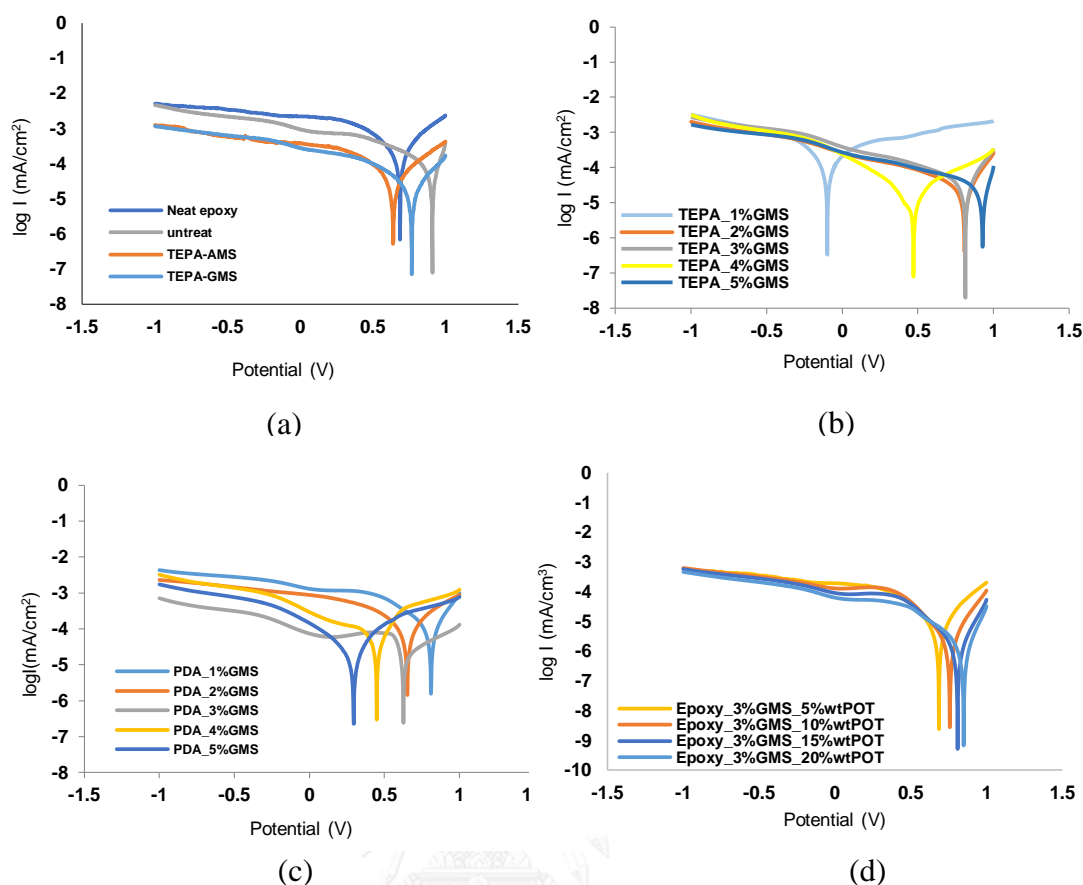 0
-1
-2
-3
-4
-5
-6
-7
-8
-1.5 -1 -0.5 0 0.5 1 1.5
log I (mA/cm2)
Potential (V)
Neat epoxy
untreat
TEPA-AMS
TEPA-GMS
(a)
0
-1
-2
-3
-4
-5
-6
-7
-8
-1.5 -1 -0.5 0 0.5 1 1.5
log I (mA/cm2)
Potential (V)
TEPA_1%GMS
TEPA_2%GMS
TEPA_3%GMS
TEPA_4%GMS
TEPA_5%GMS
(b)
0
-1
-2
-3
-4
-5
-6
-7
-8
-1.5 -1 -0.5 0 0.5 1 1
logI(mA/cm2)
Potential (V)
PDA_1%GMS
PDA_2%GMS
PDA_3%GMS
PDA_4%GMS
PDA_5%GMS
(c)
0
-1
-2
-3
-4
-5
-6
-7
-8
-9
-10
-1.5 -1 -0.5 0 0.5 1 1.5
log I (mA/cm3)
Potential (V)
Epoxy_3%GMS_5%wtPOT
Epoxy_3%GMS_10%wtPOT
Epoxy_3%GMS_15%wtPOT
Epoxy_3%GMS_20%wtPOT
(d)